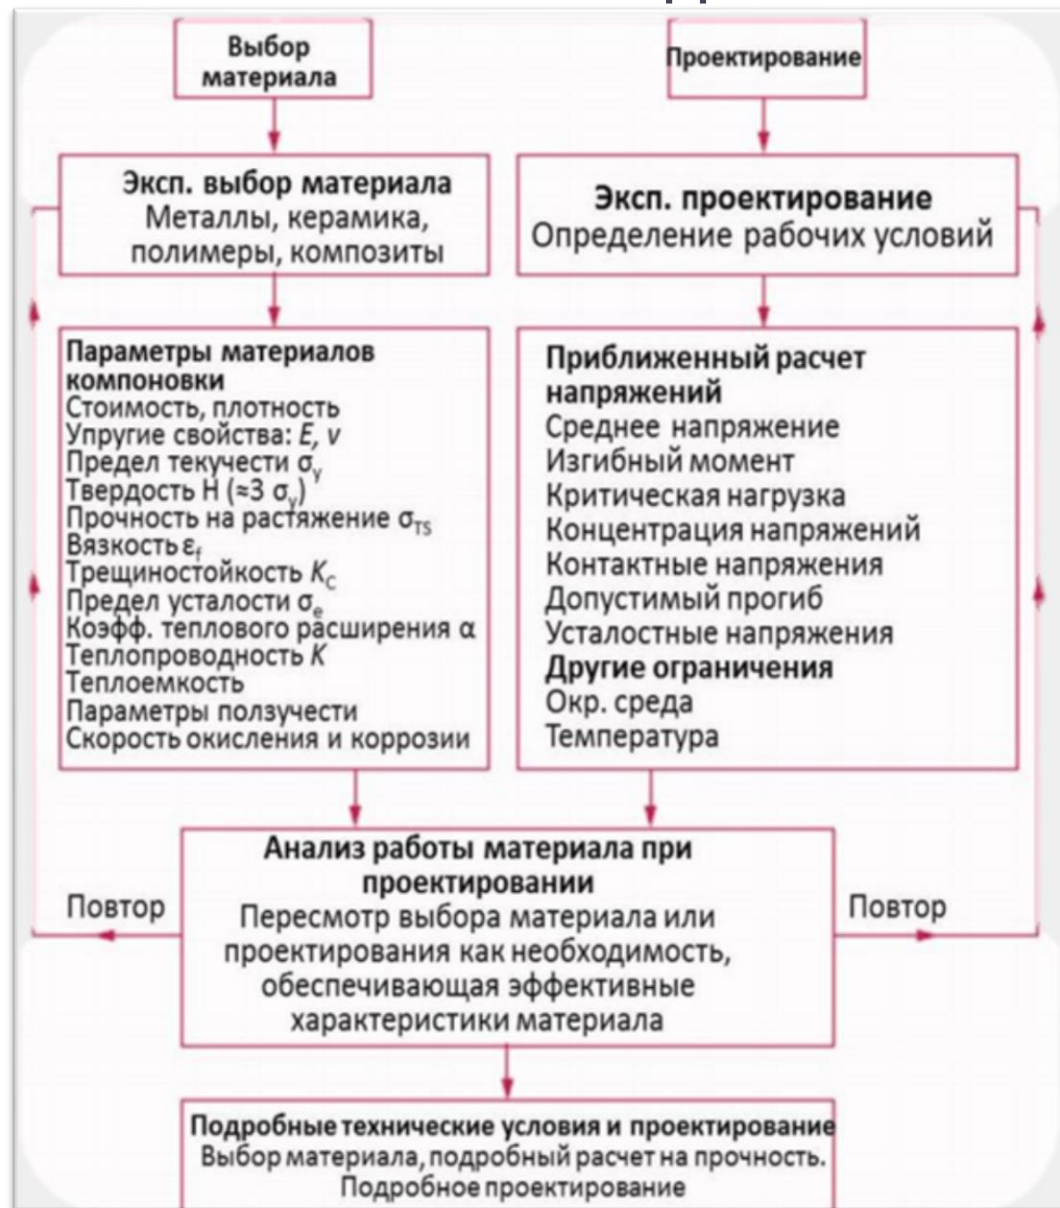 Выбор
материала
Проектирование
Эксп. выбор материала
Металлы, керамика,
полимеры, композиты
Эксп. проектирование
Определение рабочих условий
Параметры материалов
компоновки
Стоимость, плотность
Упругие свойства: E, ν
Предел текучести σy
Твердость H (≈3 σy)
Прочность на растяжение σTS
Вязкость εf
Трещиностойкость KC
Предел усталости σe
Коэфф. теплового расширения α
Теплопроводность K
Теплоемкость
Параметры ползучести
Скорость окисления и коррозии
Приближенный расчет
напряжений
Среднее напряжение
Изгибный момент
Критическая нагрузка
Концентрация напряжений
Контактные напряжения
Допустимый прогиб
Усталостные напряжения
Другие ограничения
Окр. среда
Температура
Анализ работы материала при
проектировании
Пересмотр выбора материала или
проектирования как необходимость,
обеспечивающая эффективные
характеристики материала
Повтор
Повтор
Подробные технические условия и проектирование
Выбор материала, подробный расчет на прочность.
Подробное проектирование